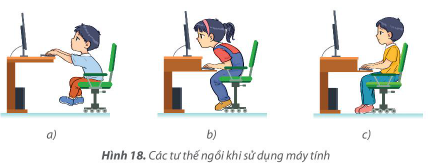 a)
b)
c)
Hình 18. Các tư thế ngồi khi sử dụng máy tính